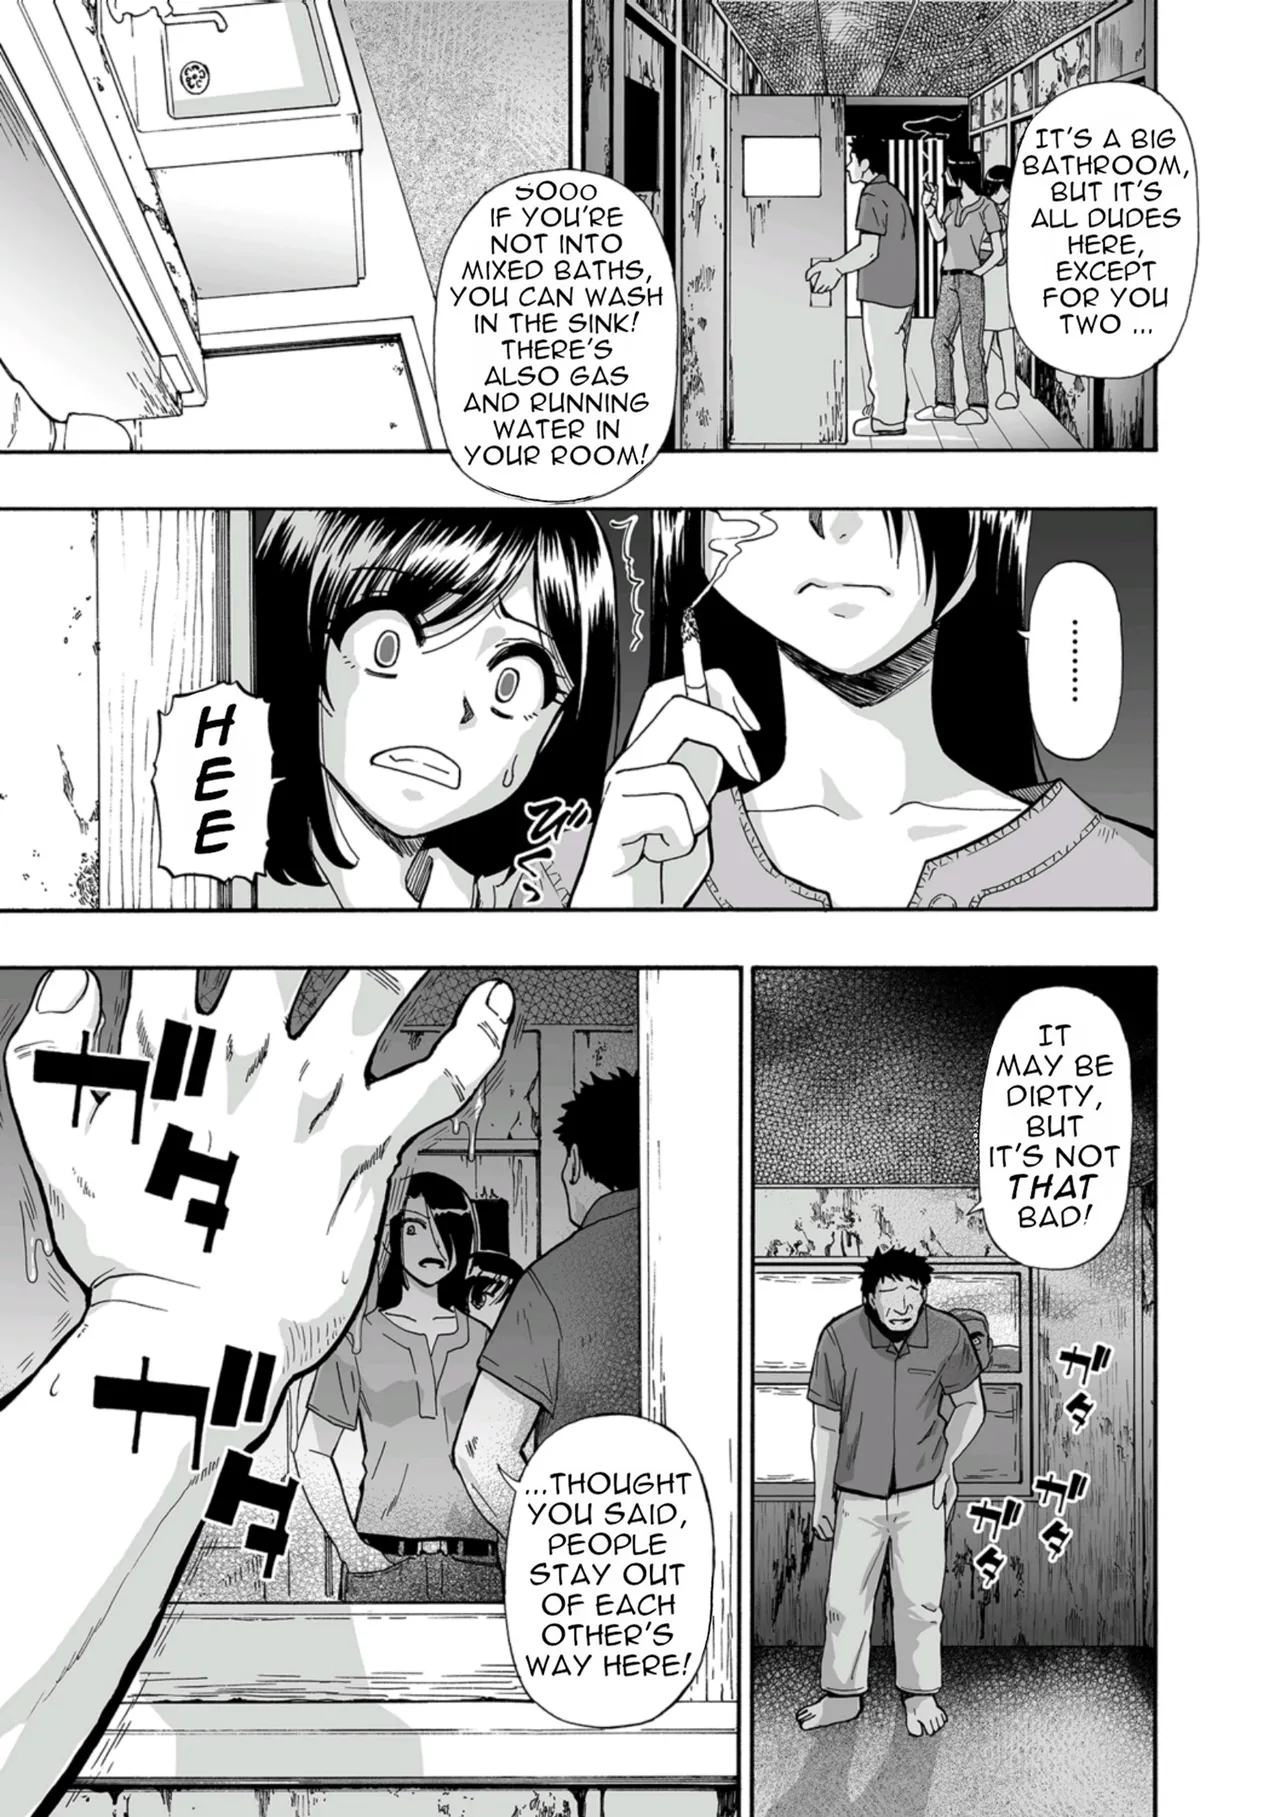 IT'S A BIG
BATHROOM,
BUT IT'S
ALL DUDES
HERE,
EXCEPT
FOR YOU
TWO ...
SOOO
IF YOU'RE
NOT INTO
MIXED BATHS,
YOU CAN WASH
IN THE SINK!
THERE'S
ALSO GAS
AND RUNNING
WATER IN
YOUR ROOM!
.........
HEE
IT
MAY BE
DIRTY,
BUT
IT'S NOT
THAT
BAD!
ガタ
ガタ
ガタ
ガタ
ガタ
...THOUGHT
YOU SAID,
PEOPLE
STAY OUT
OF EACH
OTHER'S
WAY HERE!